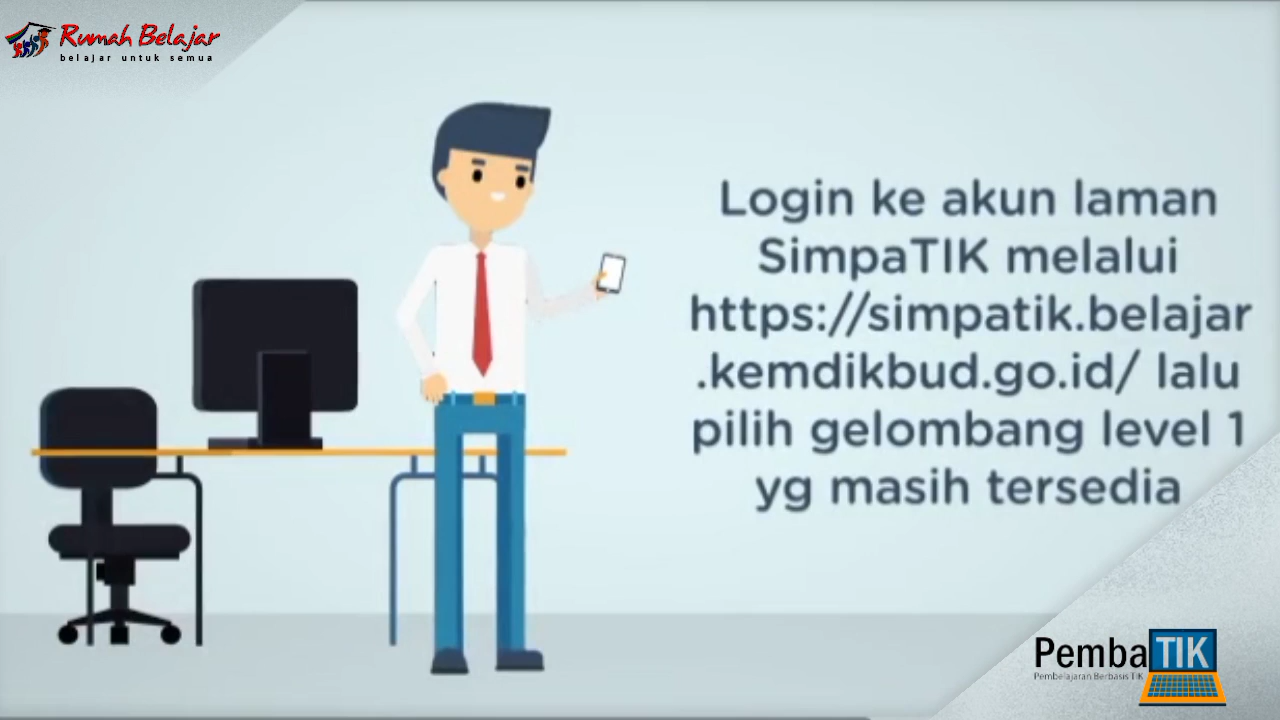 Rumah Belajar
belajar untuk semua
Login ke akun laman
SimpaTIK melalui
https://simpatik.belajar
.kemdikbud.go.id/ lalu
pilih gelombang level 1
yg masih tersedia
PembaTIK
Pembelajaran Berbasis TIK